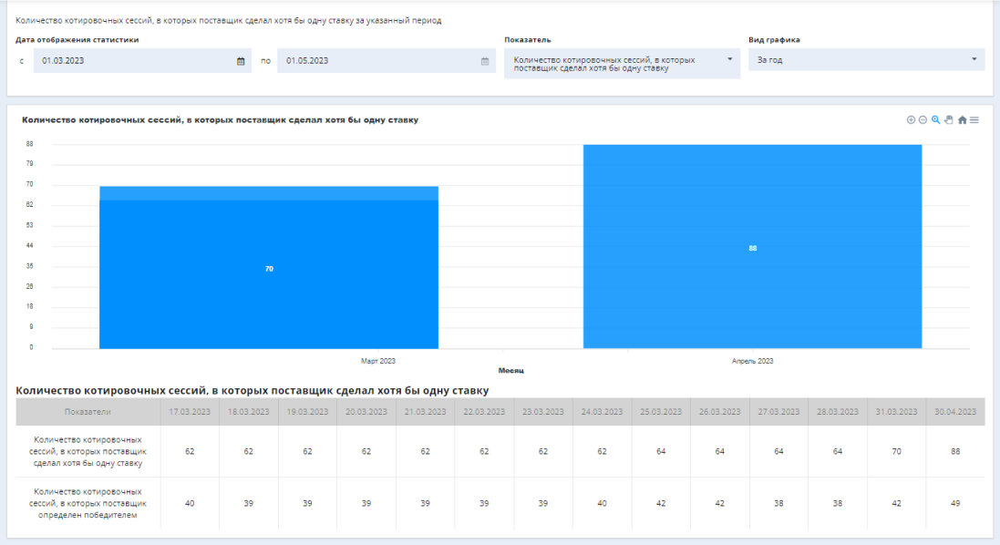 Количество котировочных сессий, в которых поставщик сделал хотя бы одну ставку за указанный период
Дата отображения статистики
с 01.03.2023 по 01.05.2023
Показатель
Количество котировочных сессий, в которых
поставщик сделал хотя бы одну ставку
Вид графика
За год
Количество котировочных сессий, в которых поставщик сделал хотя бы одну ставку
88
79
70
62
53
44
35
26
18
9
0
70
88
Март 2023 Апрель 2023
Месяц
Количество котировочных сессий, в которых поставщик сделал хотя бы одну ставку
Показатели 17.03.2023 18.03.2023 19.03.2023 20.03.2023 21.03.2023 22.03.2023 23.03.2023 24.03.2023 25.03.2023 26.03.2023 27.03.2023 28.03.2023 31.03.2023 30.04.2023
Количество котировочных
сессий, в которых поставщик 62 62 62 62 62 62 62 62 64 64 64 64 70 88
сделал хотя бы одну ставку
Количество котировочных
сессий, в которых поставщик 40 39 39 39 39 39 39 40 42 42 38 38 42 49
определен победителем